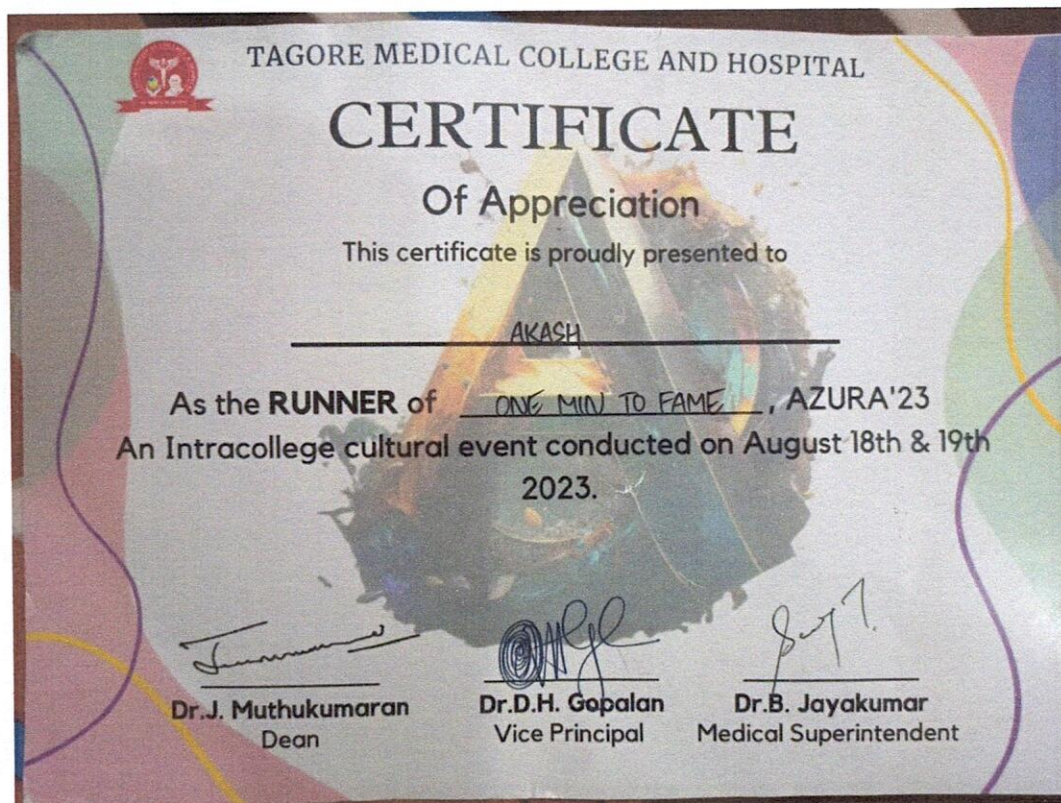 TAGORE MEDICAL COLLEGE AND HOSPITAL
CERTIFICATE
Of Appreciation
This certificate is proudly presented to
AKASH
As the RUNNER of ONE MIN TO FAME, AZURA'23
An Intracollege cultural event conducted on August 18th & 19th
2023.
Dr.J. Muthukumaran
Dean
Dr.D.H. Gopalan
Vice Principal
Dr.B. Jayakumar
Medical Superintendent